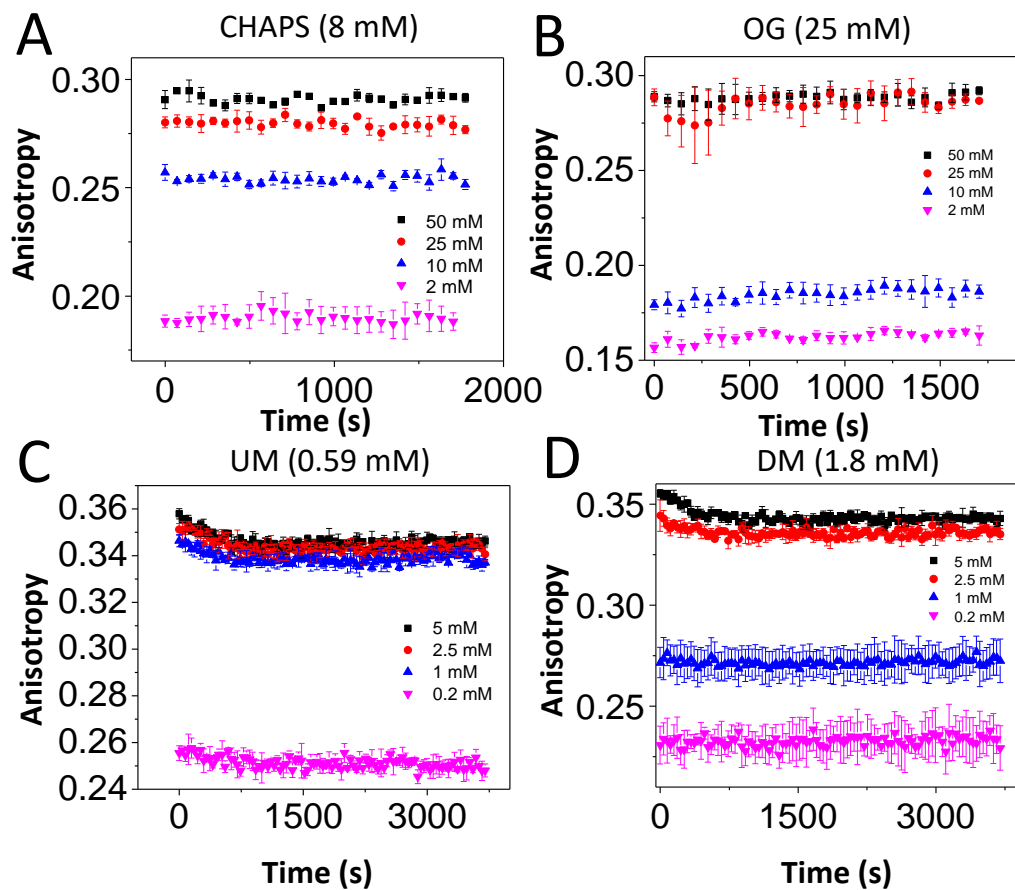 A
CHAPS (8 mM)
Anisotropy
0.30
0.25
0.20
50 mM
25 mM
10 mM
2 mM
0
1000
2000
Time (s)
B
OG (25 mM)
Anisotropy
0.30
0.25
0.20
0.15
50 mM
25 mM
10 mM
2 mM
0
500
1000
1500
Time (s)
C
UM (0.59 mM)
Anisotropy
0.36
0.34
0.32
0.30
0.28
0.26
0.24
5 mM
2.5 mM
1 mM
0.2 mM
0
1500
3000
Time (s)
D
DM (1.8 mM)
Anisotropy
0.35
0.30
0.25
5 mM
2.5 mM
1 mM
0.2 mM
0
1500
3000
Time (s)